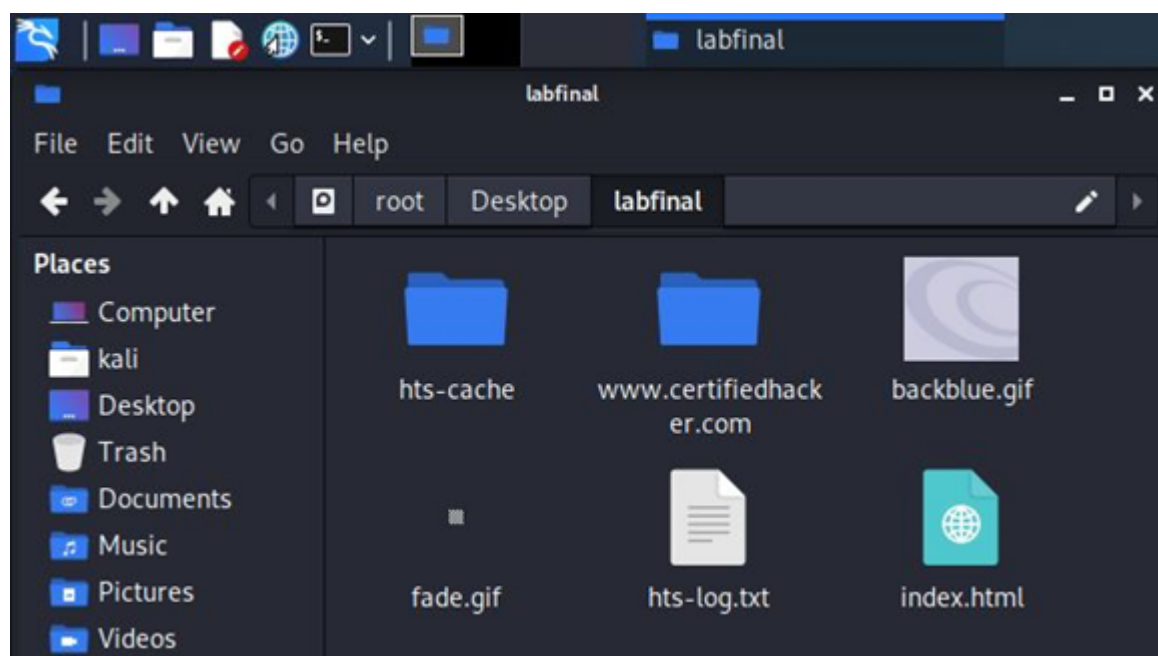 labfinal
labfinal
File Edit View Go Help
root Desktop labfinal
Places
Computer
kali
Desktop
Trash
Documents
Music
Pictures
Videos
hts-cache
www.certifiedhack
er.com
backblue.gif
fade.gif
hts-log.txt
index.html